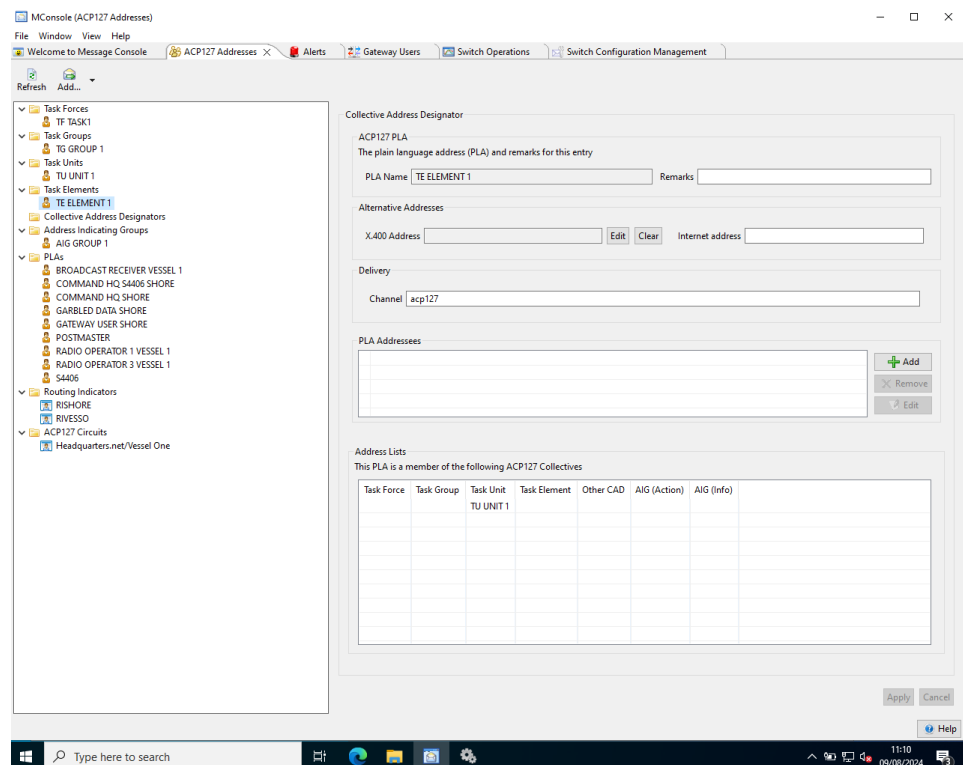 MConsole (ACP127 Addresses)
File Window View Help
Welcome to Message Console
ACP127 Addresses
Alerts
Gateway Users
Switch Operations
Switch Configuration Management
Refresh
Add...
Task Forces
TF TASK1
Task Groups
TG GROUP 1
Task Units
TU UNIT 1
Task Elements
TE ELEMENT 1
Collective Address Designators
Address Indicating Groups
AIG GROUP 1
PLAs
BROADCAST RECEIVER VESSEL 1
COMMAND HQ S4406 SHORE
COMMAND HQ SHORE
GARBLED DATA SHORE
GATEWAY USER SHORE
POSTMASTER
RADIO OPERATOR 1 VESSEL 1
RADIO OPERATOR 3 VESSEL 1
S4406
Routing Indicators
RISHORE
RIVESSO
ACP127 Circuits
Headquarters.net/Vessel One
Collective Address Designator
ACP127 PLA
The plain language address (PLA) and remarks for this entry
PLA Name TE ELEMENT 1 Remarks
Alternative Addresses
X.400 Address Edit Clear Internet address
Delivery
Channel acp127
PLA Addressees
Add
Remove
Edit
Address Lists
This PLA is a member of the following ACP127 Collectives
Task Force Task Group Task Unit Task Element Other CAD AIG (Action) AIG (Info)
TU UNIT 1
Apply Cancel
Help
Type here to search
11:10
09/08/2024
3